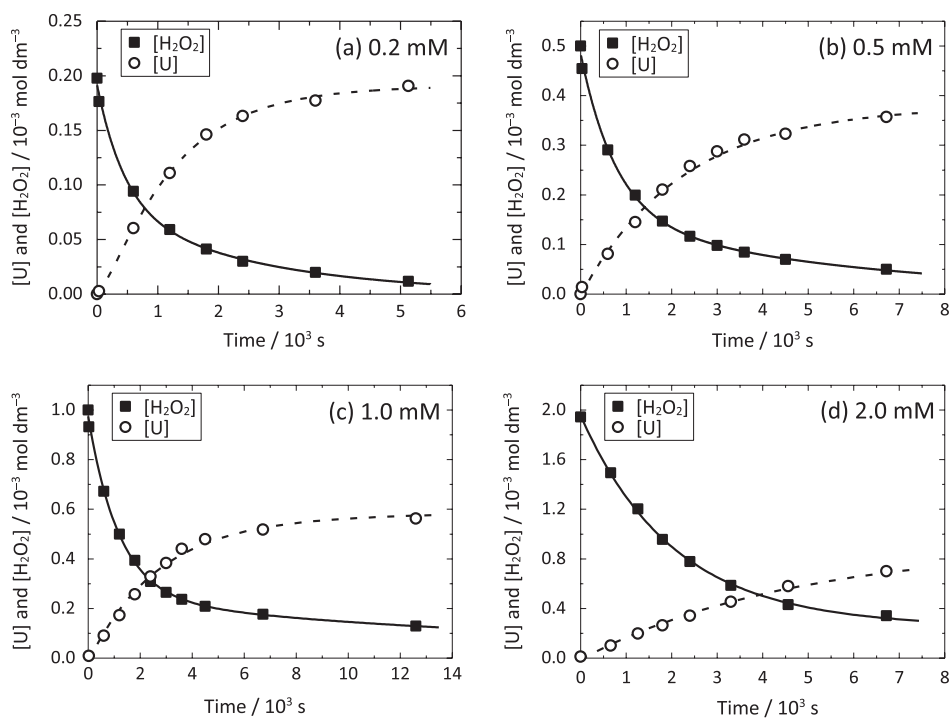 (a) 0.2 mM
[H₂O₂]
[U]
[U] and [H₂O₂] / 10⁻³ mol dm⁻³
0.25
0.20
0.15
0.10
0.05
0.00
0 1 2 3 4 5 6
Time / 10³ s
(b) 0.5 mM
[H₂O₂]
[U]
[U] and [H₂O₂] / 10⁻³ mol dm⁻³
0.5
0.4
0.3
0.2
0.1
0.0
0 1 2 3 4 5 6 7 8
Time / 10³ s
(c) 1.0 mM
[H₂O₂]
[U]
[U] and [H₂O₂] / 10⁻³ mol dm⁻³
1.0
0.8
0.6
0.4
0.2
0.0
0 2 4 6 8 10 12 14
Time / 10³ s
(d) 2.0 mM
[H₂O₂]
[U]
[U] and [H₂O₂] / 10⁻³ mol dm⁻³
2.0
1.6
1.2
0.8
0.4
0.0
0 1 2 3 4 5 6 7 8
Time / 10³ s